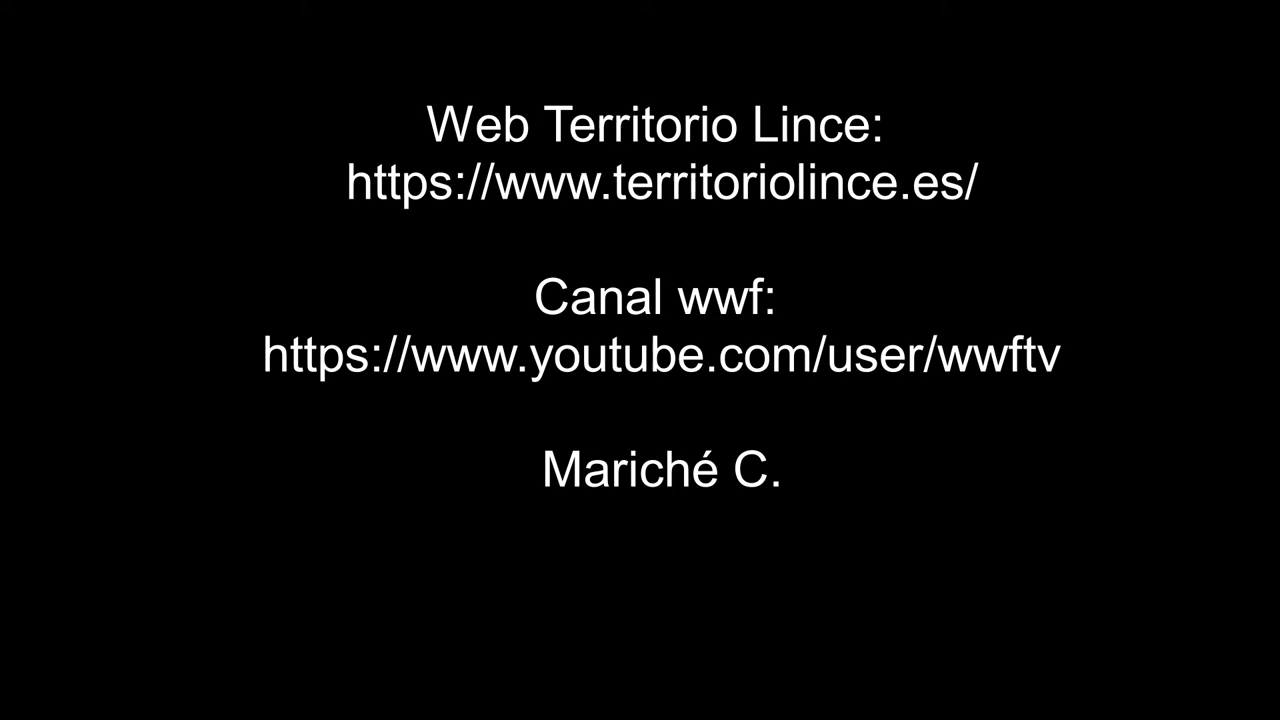 Web Territorio Lince:
https://www.territoriolince.es/
Canal wwf:
https://www.youtube.com/user/wwftv
Mariché C.